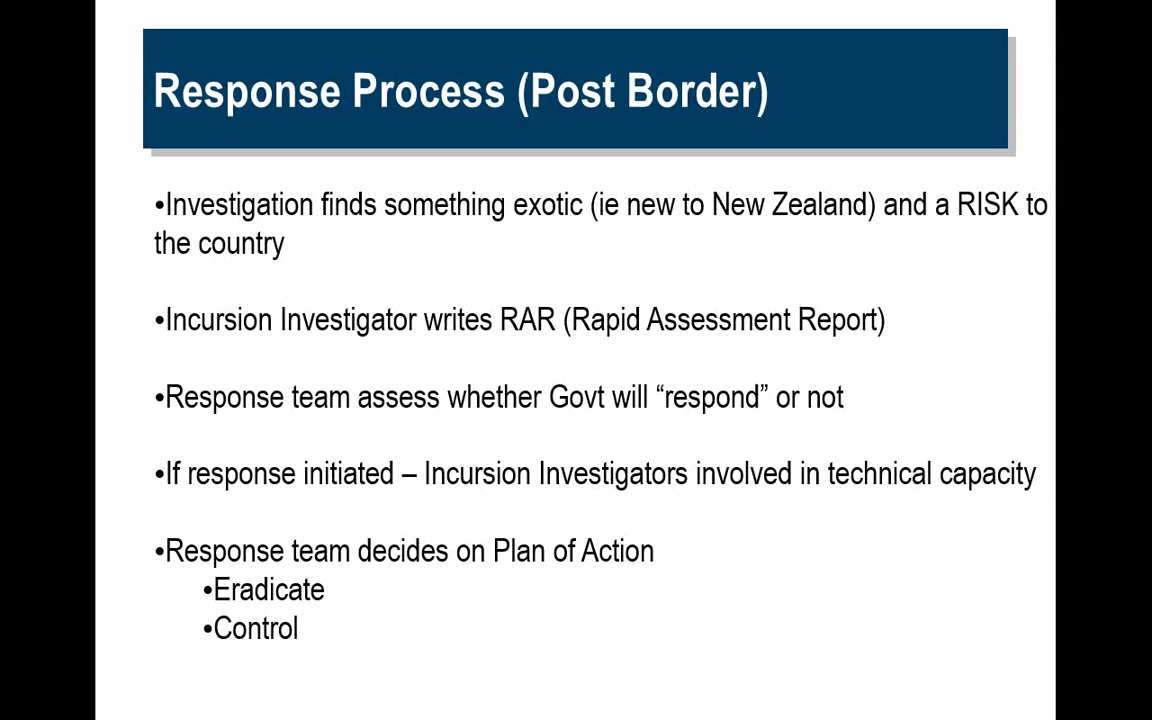 Response Process (Post Border)
•Investigation finds something exotic (ie new to New Zealand) and a RISK to
the country
•Incursion Investigator writes RAR (Rapid Assessment Report)
•Response team assess whether Govt will “respond” or not
•If response initiated – Incursion Investigators involved in technical capacity
•Response team decides on Plan of Action
•Eradicate
•Control